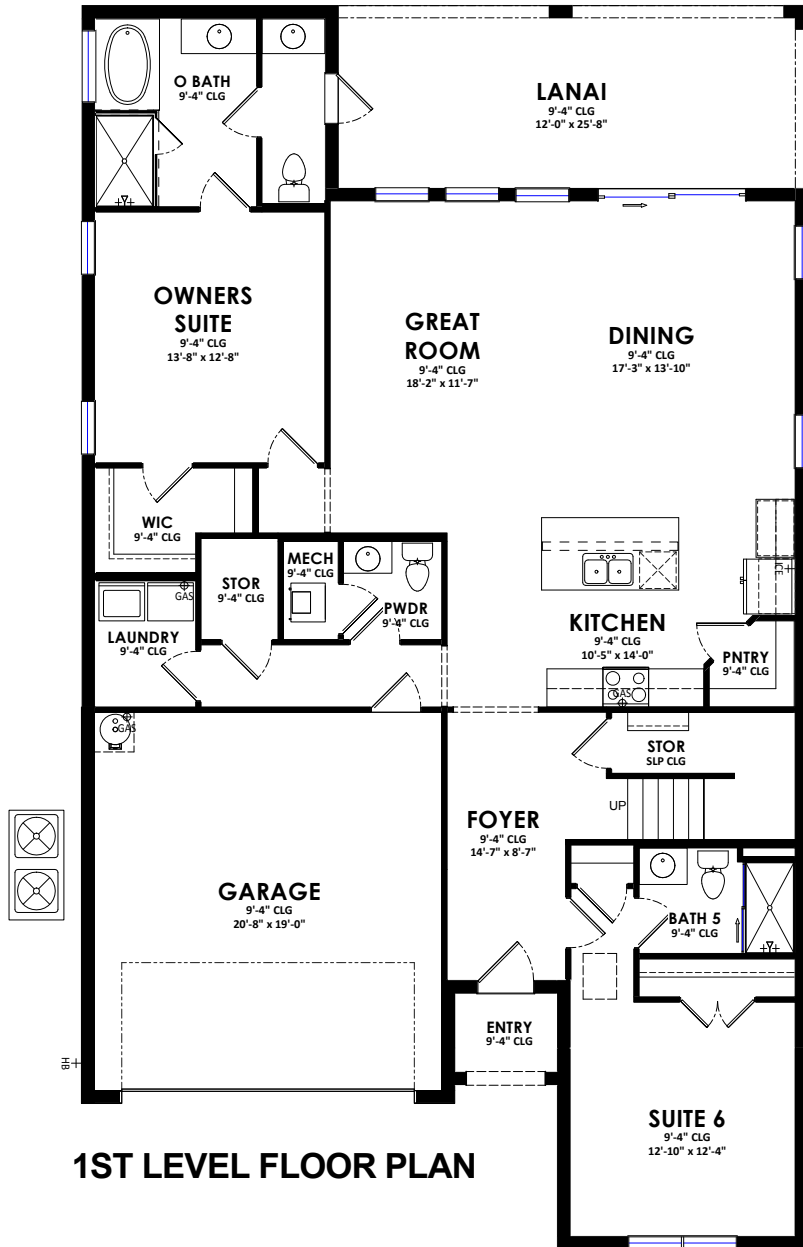 O BATH
9'-4" CLG
LANAI
9'-4" CLG
12'-0" x 25'-8"
OWNERS
SUITE
9'-4" CLG
13'-8" x 12'-8"
GREAT
ROOM
9'-4" CLG
18'-2" x 11'-7"
DINING
9'-4" CLG
17'-3" x 13'-10"
WIC
9'-4" CLG
STOR
9'-4" CLG
MECH
9'-4" CLG
PWDR
9'-4" CLG
ICE
GAS
LAUNDRY
9'-4" CLG
KITCHEN
9'-4" CLG
10'-5" x 14'-0"
PNTRY
9'-4" CLG
GAS
GAS
STOR
SLP CLG
UP
FOYER
9'-4" CLG
14'-7" x 8'-7"
GARAGE
9'-4" CLG
20'-8" x 19'-0"
BATH 5
9'-4" CLG
ENTRY
9'-4" CLG
HB
SUITE 6
9'-4" CLG
12'-10" x 12'-4"
1ST LEVEL FLOOR PLAN